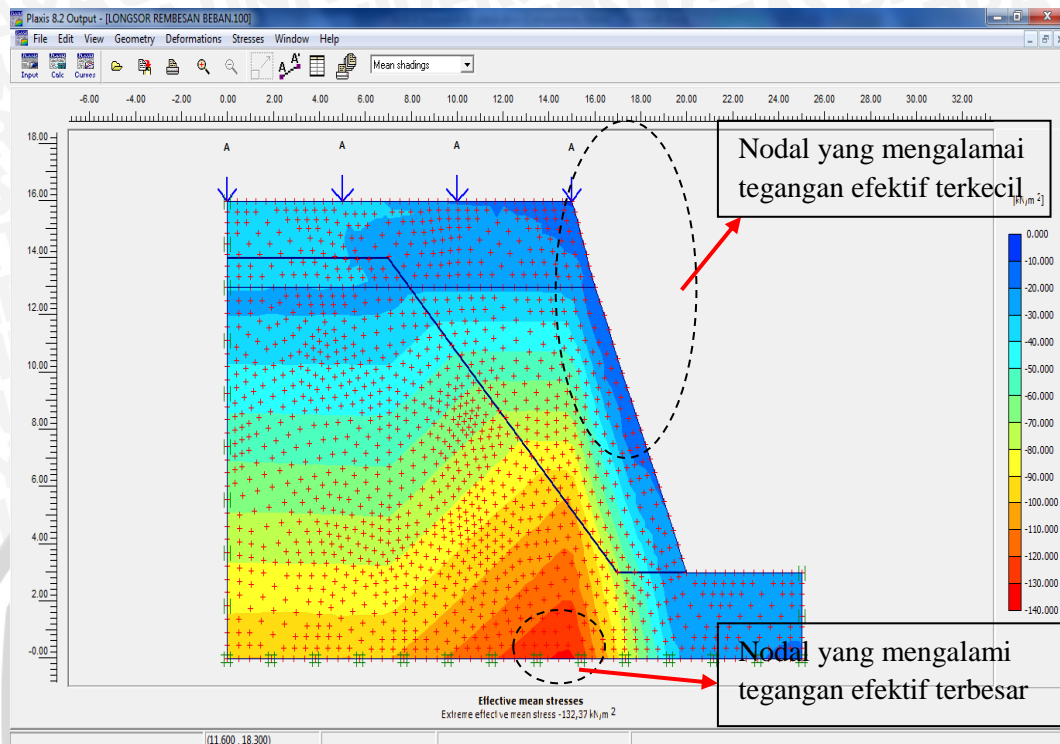 Plaxis 8.2 Output - [LONGSOR REMBESAN BEBAN.100]
File Edit View Geometry Deformations Stresses Window Help
Input Calc Curves Mean shadings
-6.00 -4.00 -2.00 0.00 2.00 4.00 6.00 8.00 10.00 12.00 14.00 16.00 18.00 20.00 22.00 24.00 26.00 28.00 30.00 32.00
18.00
16.00
14.00
12.00
10.00
8.00
6.00
4.00
2.00
-0.00
A A A A
Nodal yang mengalamai
tegangan efektif terkecil
[kN/m²]
0.000
-10.000
-20.000
-30.000
-40.000
-50.000
-60.000
-70.000
-80.000
-90.000
-100.000
-110.000
-120.000
-130.000
-140.000
Nodal yang mengalami
tegangan efektif terbesar
Effective mean stresses
Extreme effective mean stress -132,37 kN/m²
(11.600 . 18.300)